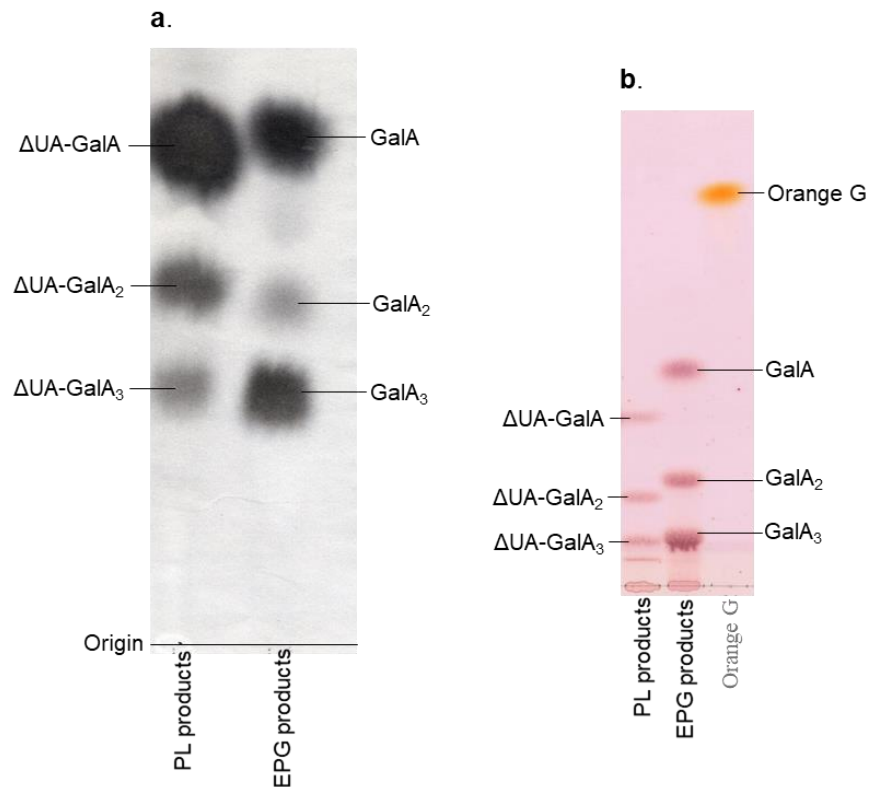 a.
ΔUA-GalA
GalA
ΔUA-GalA₂
GalA₂
ΔUA-GalA₃
GalA₃
Origin
PL products
EPG products
b.
Orange G
GalA
ΔUA-GalA
GalA₂
ΔUA-GalA₂
GalA₃
ΔUA-GalA₃
PL products
EPG products
Orange G